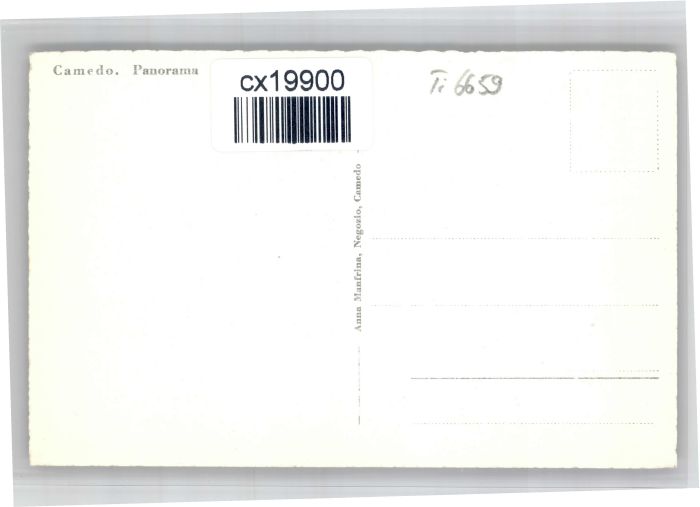 Camedo. Panorama
cx19900
Ti 6659
Anna Manfrina, Negozio, Camedo